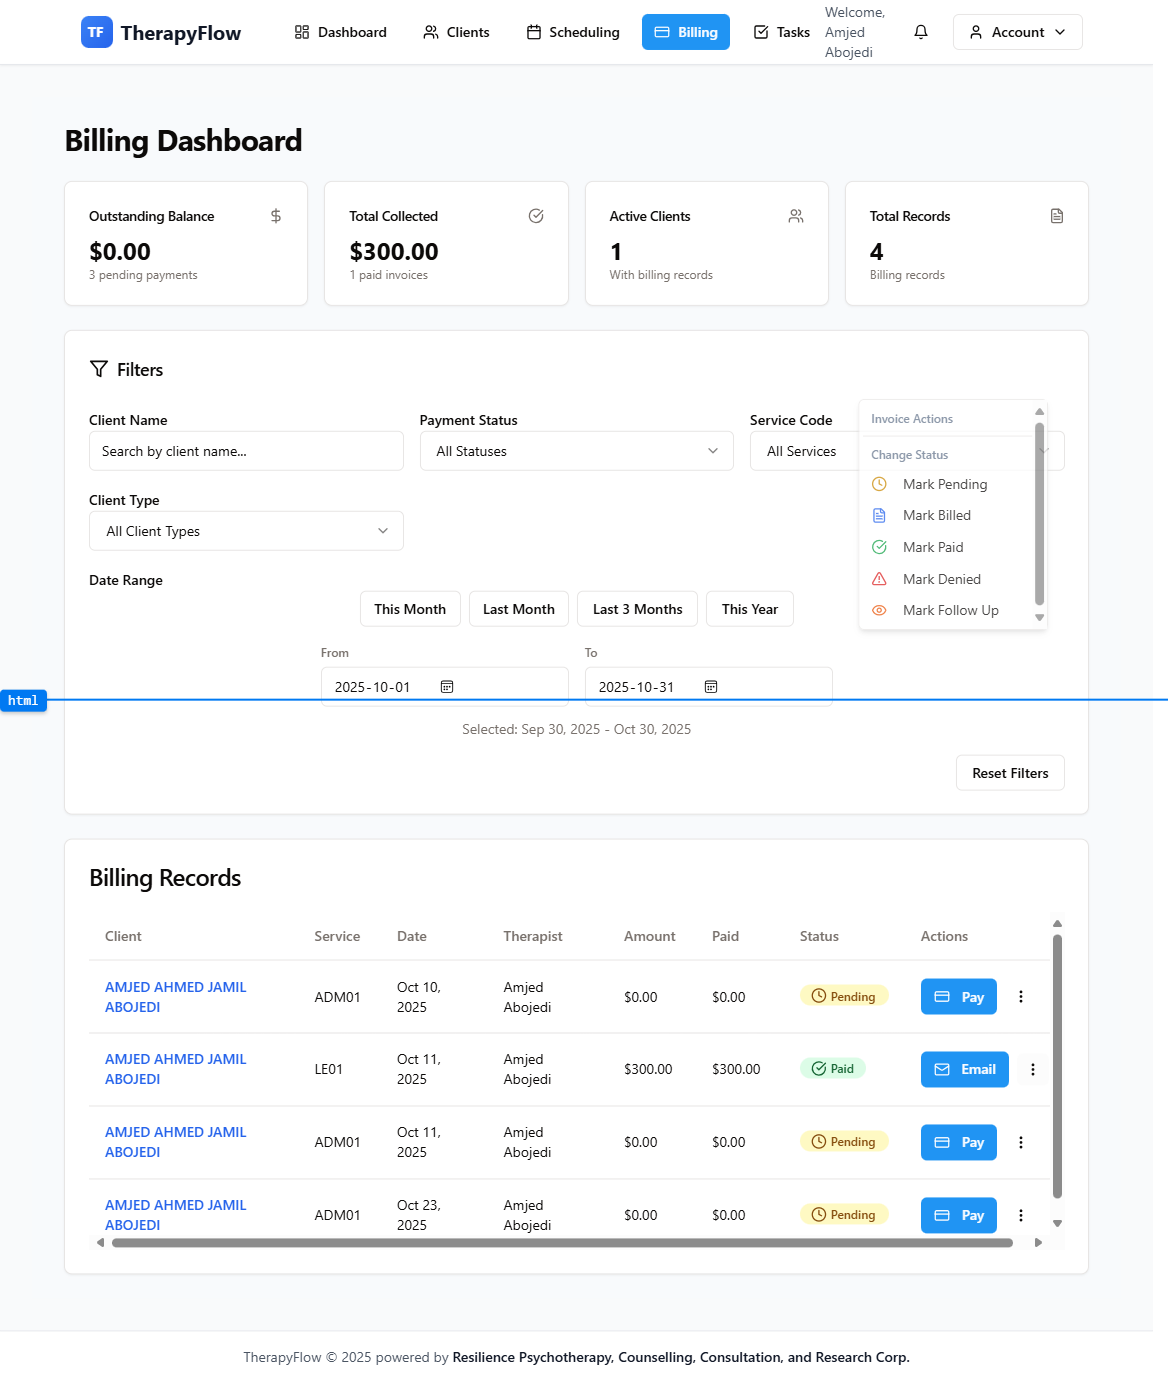 TF TherapyFlow
Dashboard
Clients
Scheduling
Billing
Tasks
Welcome,
Amjed
Abojedi
Account
Billing Dashboard
Outstanding Balance
$0.00
3 pending payments
Total Collected
$300.00
1 paid invoices
Active Clients
1
With billing records
Total Records
4
Billing records
Filters
Client Name
Search by client name...
Payment Status
All Statuses
Service Code
All Services
Invoice Actions
Change Status
Mark Pending
Mark Billed
Mark Paid
Mark Denied
Mark Follow Up
Client Type
All Client Types
Date Range
This Month
Last Month
Last 3 Months
This Year
From
2025-10-01
To
2025-10-31
html
Selected: Sep 30, 2025 - Oct 30, 2025
Reset Filters
Billing Records
Client Service Date Therapist Amount Paid Status Actions
AMJED AHMED JAMIL
ABOJEDI
ADM01
Oct 10,
2025
Amjed
Abojedi
$0.00
$0.00
Pending
Pay
AMJED AHMED JAMIL
ABOJEDI
LE01
Oct 11,
2025
Amjed
Abojedi
$300.00
$300.00
Paid
Email
AMJED AHMED JAMIL
ABOJEDI
ADM01
Oct 11,
2025
Amjed
Abojedi
$0.00
$0.00
Pending
Pay
AMJED AHMED JAMIL
ABOJEDI
ADM01
Oct 23,
2025
Amjed
Abojedi
$0.00
$0.00
Pending
Pay
TherapyFlow © 2025 powered by Resilience Psychotherapy, Counselling, Consultation, and Research Corp.